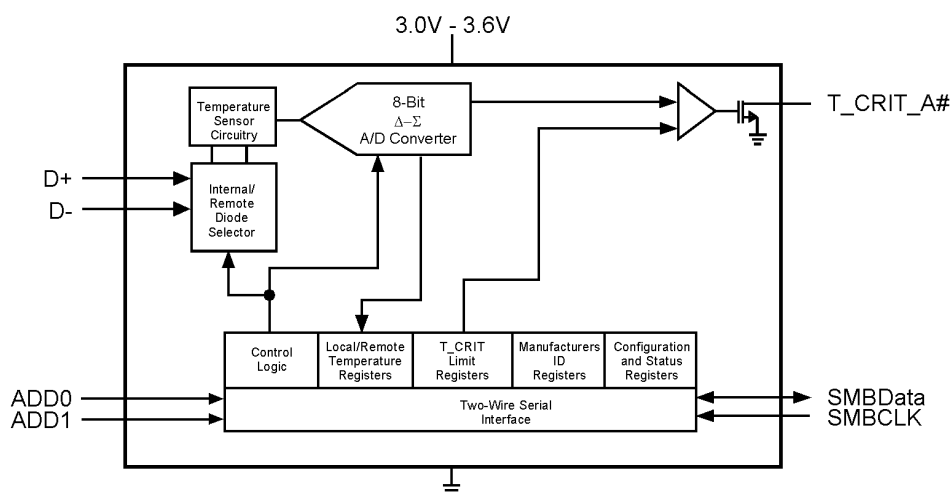 3.0V - 3.6V
Temperature
Sensor
Circuitry
8-Bit
Δ–Σ
A/D Converter
T_CRIT_A#
D+
D-
Internal/
Remote
Diode
Selector
Control
Logic
Local/Remote
Temperature
Registers
T_CRIT
Limit
Registers
Manufacturers
ID
Registers
Configuration
and Status
Registers
ADD0
ADD1
Two-Wire Serial
Interface
SMBData
SMBCLK